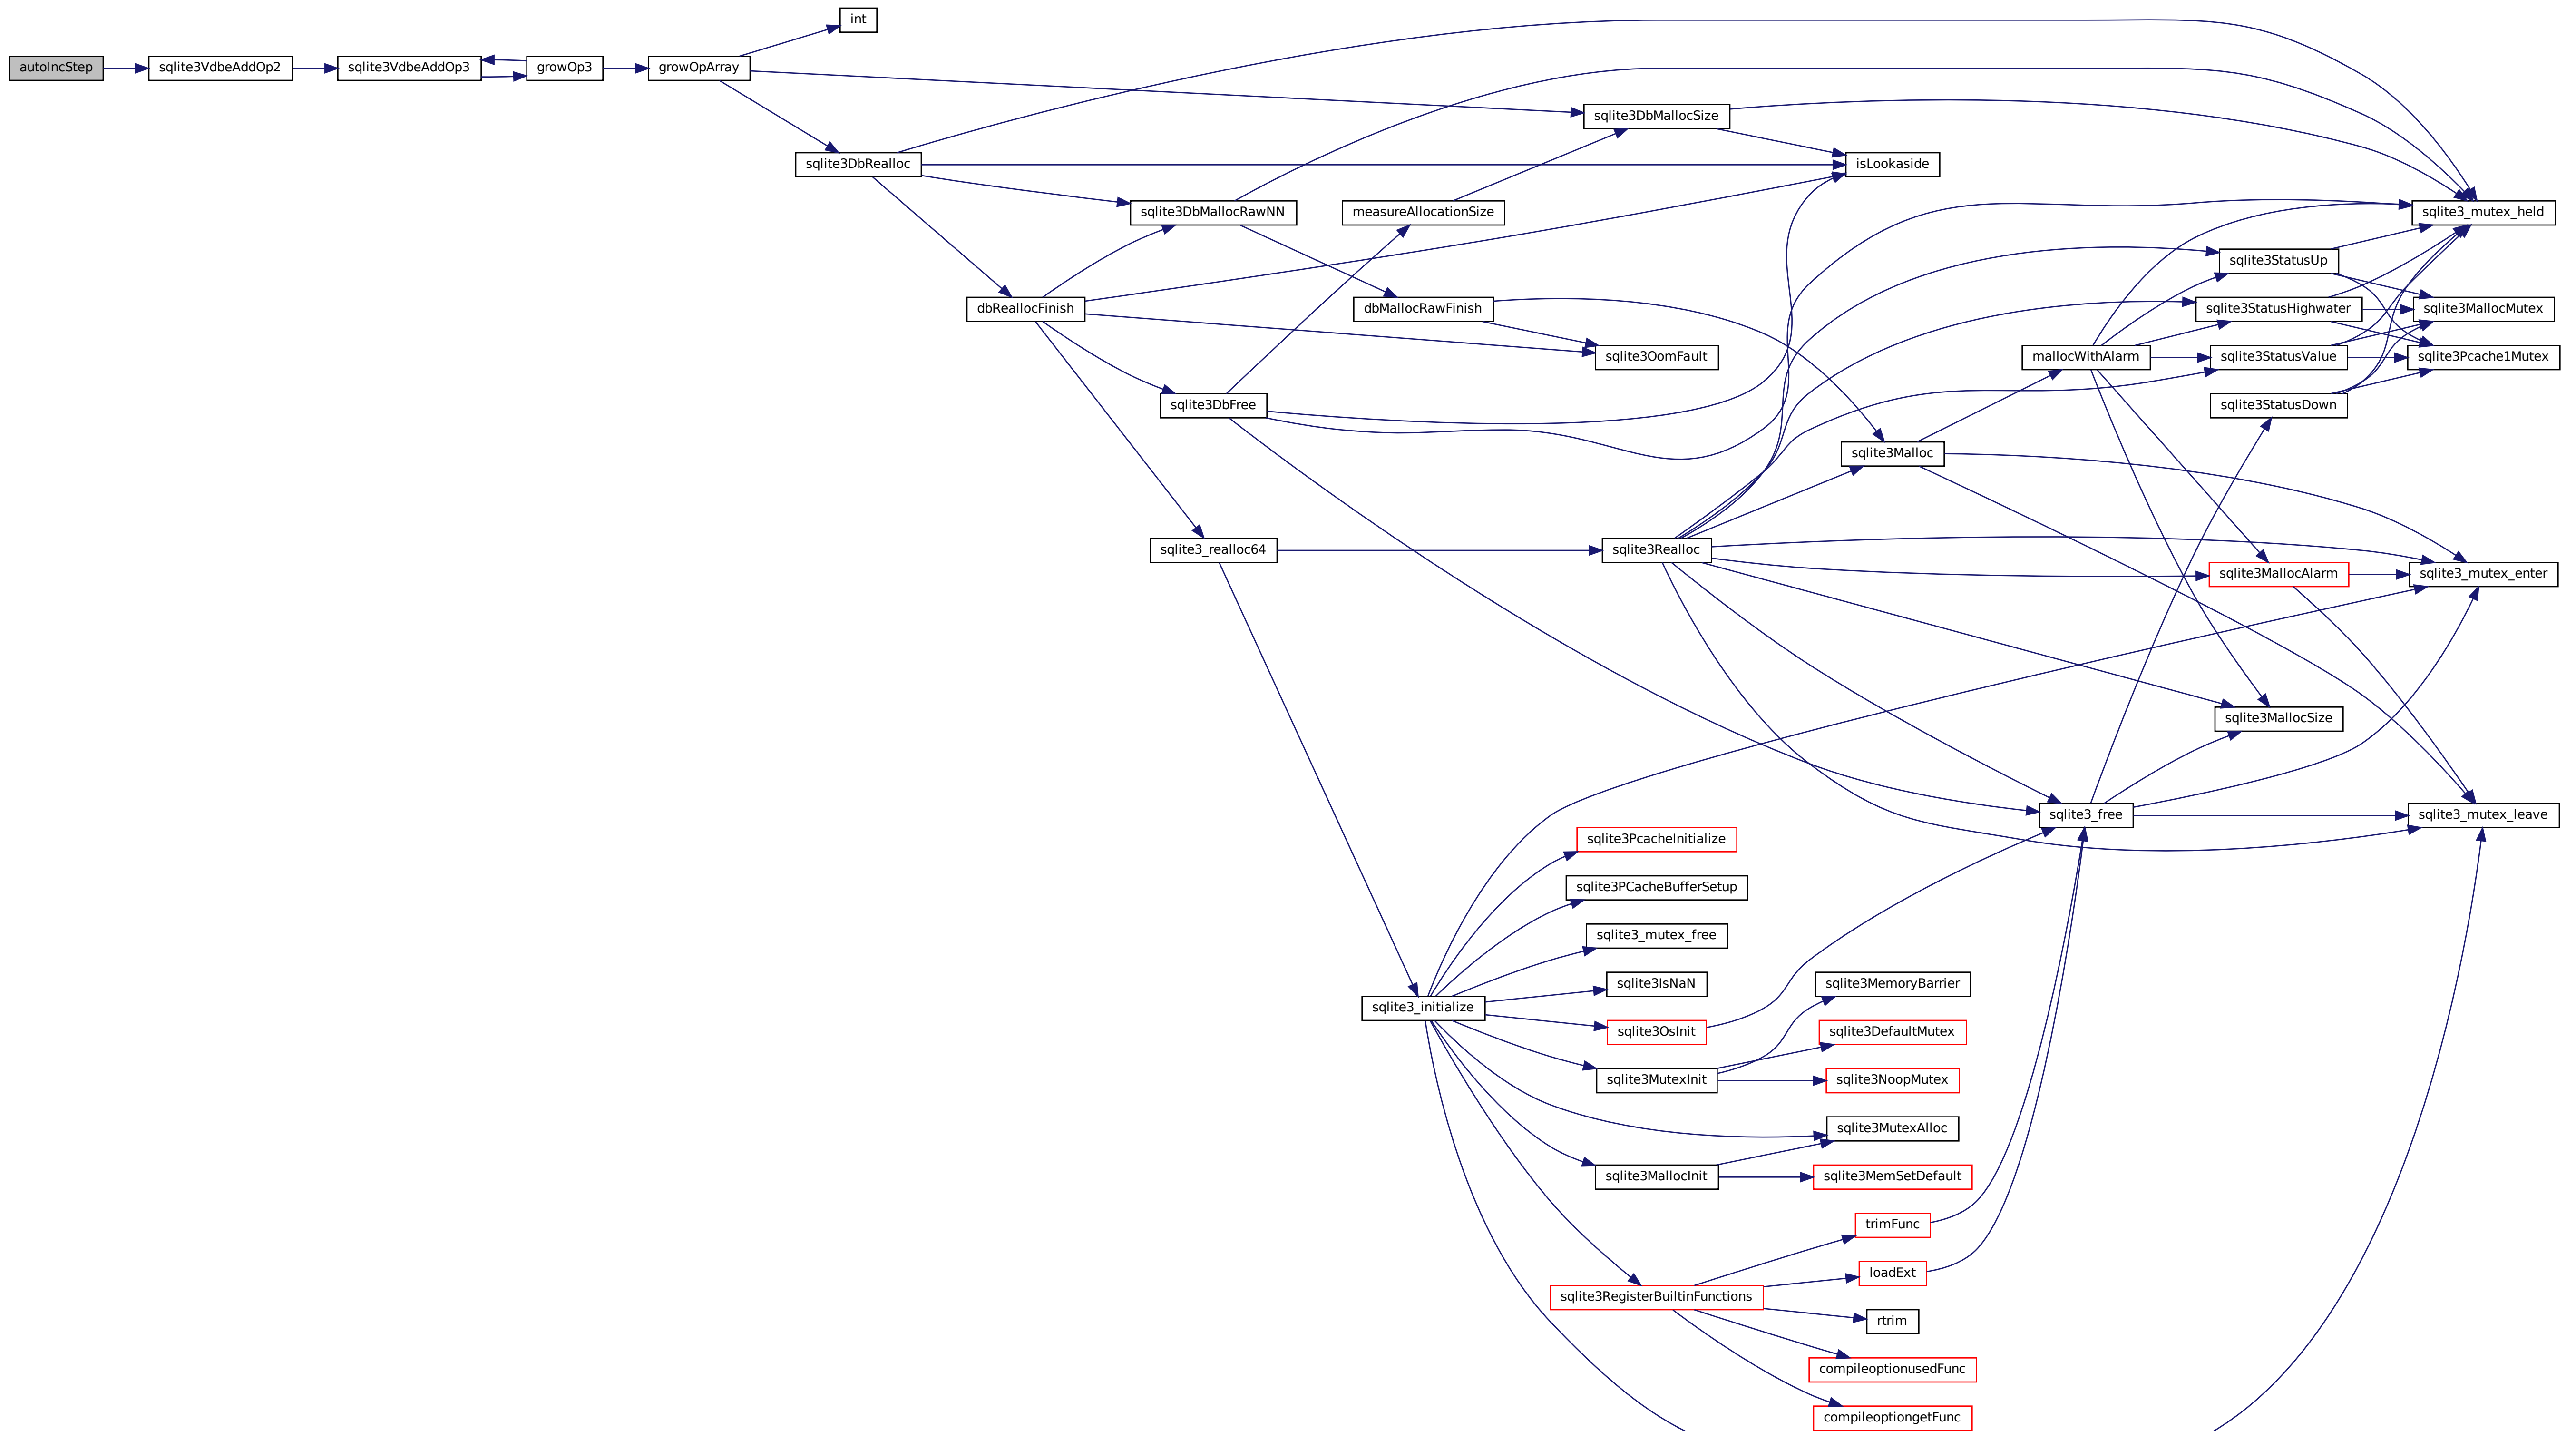 int
autoIncStep
sqlite3VdbeAddOp2
sqlite3VdbeAddOp3
growOp3
growOpArray
sqlite3DbMallocSize
sqlite3DbRealloc
isLookaside
sqlite3DbMallocRawNN
measureAllocationSize
sqlite3_mutex_held
sqlite3StatusUp
dbReallocFinish
dbMallocRawFinish
sqlite3StatusHighwater
sqlite3MallocMutex
sqlite3OomFault
mallocWithAlarm
sqlite3StatusValue
sqlite3Pcache1Mutex
sqlite3DbFree
sqlite3StatusDown
sqlite3Malloc
sqlite3_realloc64
sqlite3Realloc
sqlite3MallocAlarm
sqlite3_mutex_enter
sqlite3MallocSize
sqlite3_free
sqlite3_mutex_leave
sqlite3PcacheInitialize
sqlite3PCacheBufferSetup
sqlite3_mutex_free
sqlite3IsNaN
sqlite3MemoryBarrier
sqlite3_initialize
sqlite3OsInit
sqlite3DefaultMutex
sqlite3MutexInit
sqlite3NoopMutex
sqlite3MutexAlloc
sqlite3MallocInit
sqlite3MemSetDefault
trimFunc
loadExt
sqlite3RegisterBuiltinFunctions
rtrim
compileoptionusedFunc
compileoptiongetFunc